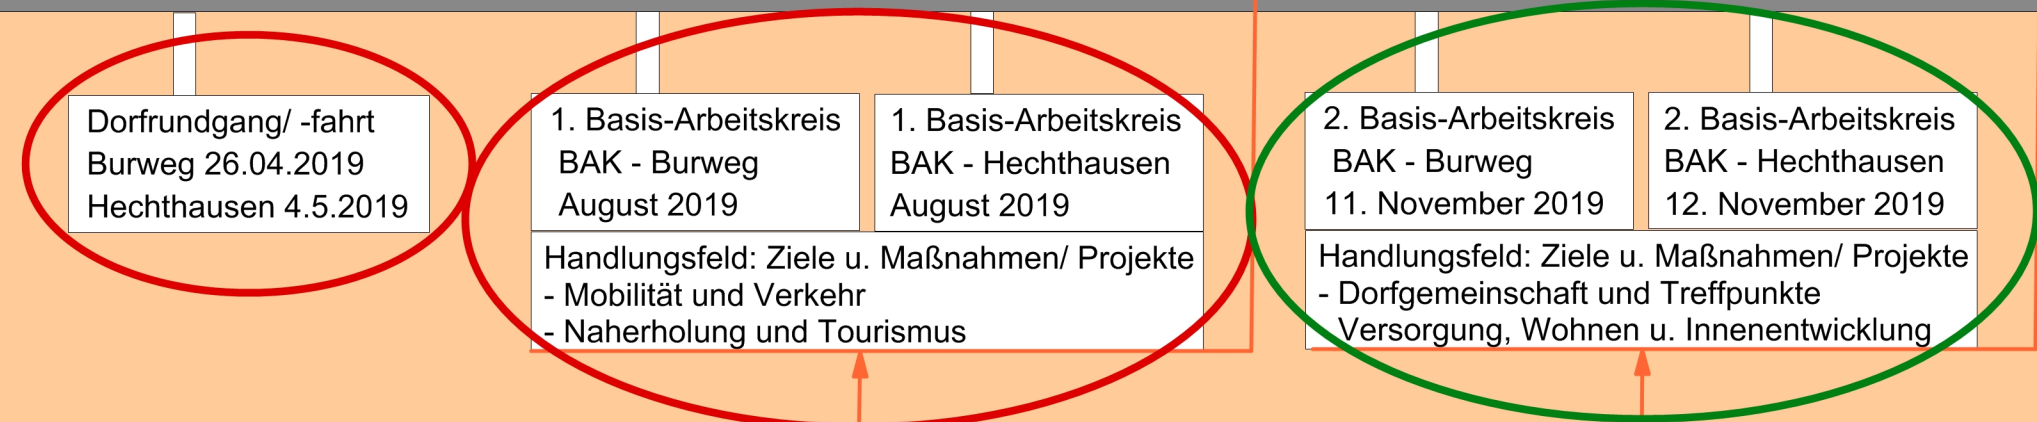 Dorfrundgang/ -fahrt
Burweg 26.04.2019
Hechthausen 4.5.2019
1. Basis-Arbeitskreis
BAK - Burweg
August 2019
1. Basis-Arbeitskreis
BAK - Hechthausen
August 2019
Handlungsfeld: Ziele u. Maßnahmen/ Projekte
- Mobilität und Verkehr
- Naherholung und Tourismus
2. Basis-Arbeitskreis
BAK - Burweg
11. November 2019
2. Basis-Arbeitskreis
BAK - Hechthausen
12. November 2019
Handlungsfeld: Ziele u. Maßnahmen/ Projekte
- Dorfgemeinschaft und Treffpunkte
Versorgung, Wohnen u. Innenentwicklung